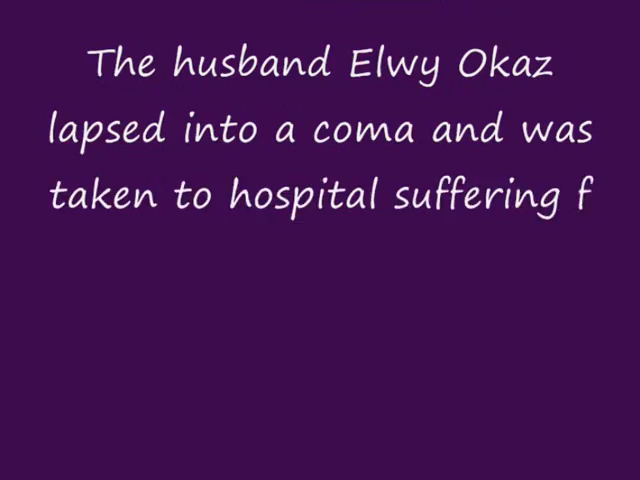 The husband Elwy Okaz
lapsed into a coma and was
taken to hospital suffering f